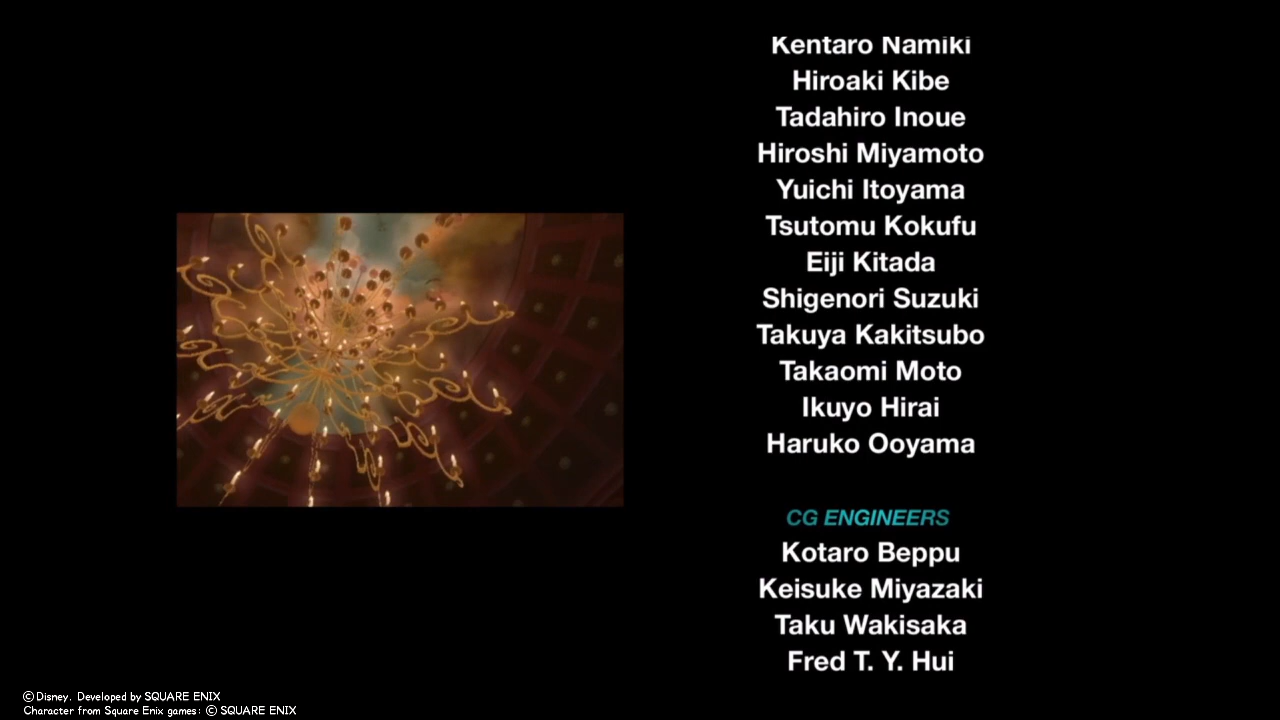 Kentaro Namiki
Hiroaki Kibe
Tadahiro Inoue
Hiroshi Miyamoto
Yuichi Itoyama
Tsutomu Kokufu
Eiji Kitada
Shigenori Suzuki
Takuya Kakitsubo
Takaomi Moto
Ikuyo Hirai
Haruko Ooyama
CG ENGINEERS
Kotaro Beppu
Keisuke Miyazaki
Taku Wakisaka
Fred T. Y. Hui
©Disney. Developed by SQUARE ENIX
Character from Square Enix games: © SQUARE ENIX